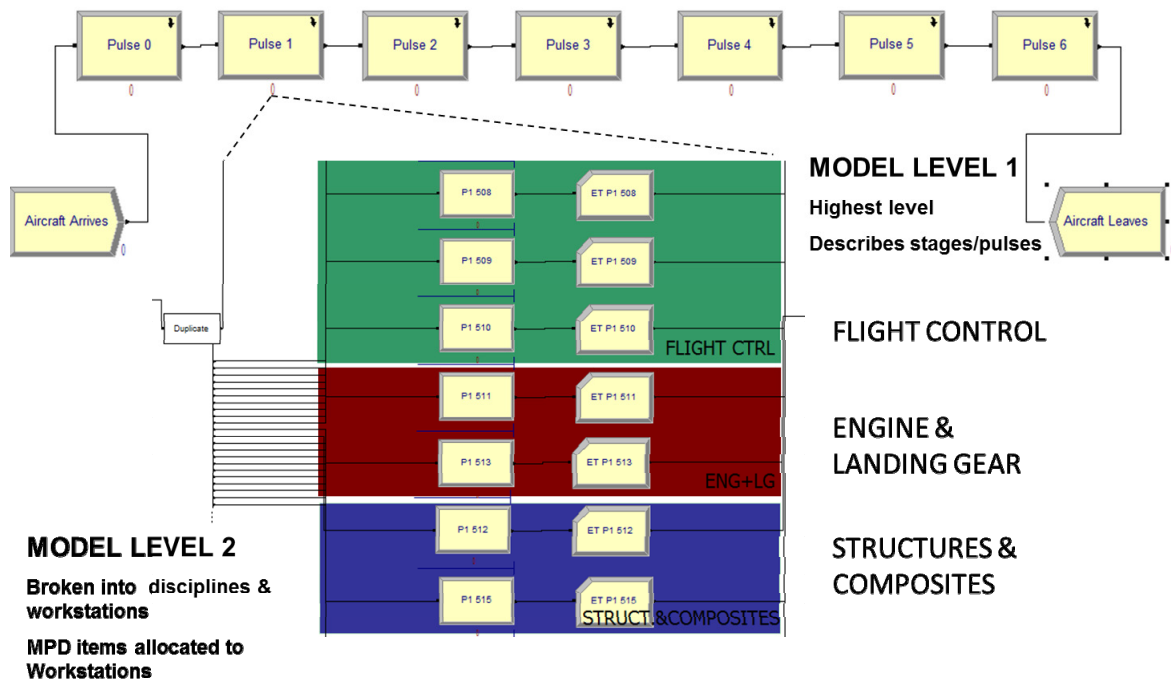 Pulse 0
Pulse 1
Pulse 2
Pulse 3
Pulse 4
Pulse 5
Pulse 6
0
0
0
0
0
0
0
Aircraft Arrives
0
Aircraft Leaves
MODEL LEVEL 1
Highest level
Describes stages/pulses
Duplicate
P1 508
ET P1 508
P1 509
ET P1 509
P1 510
ET P1 510
FLIGHT CTRL
FLIGHT CONTROL
P1 511
ET P1 511
P1 513
ET P1 513
ENG+LG
ENGINE &
LANDING GEAR
P1 512
ET P1 512
P1 515
ET P1 515
STRUCT.&COMPOSITES
STRUCTURES &
COMPOSITES
MODEL LEVEL 2
Broken into disciplines &
workstations
MPD items allocated to
Workstations